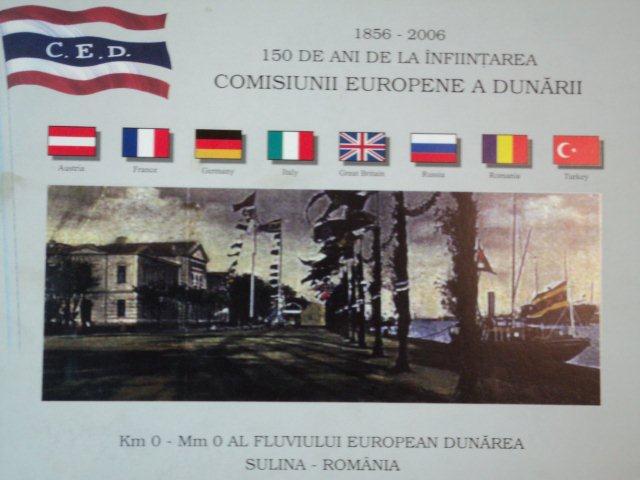 C. E. D.
1856 - 2006
150 DE ANI DE LA ÎNFIINȚAREA
COMISIUNII EUROPENE A DUNĂRII
Austria France Germany Italy Great Britain Russia Romania Turkey
Km 0 - Mm 0 AL FLUVIULUI EUROPEAN DUNĂREA
SULINA - ROMÂNIA